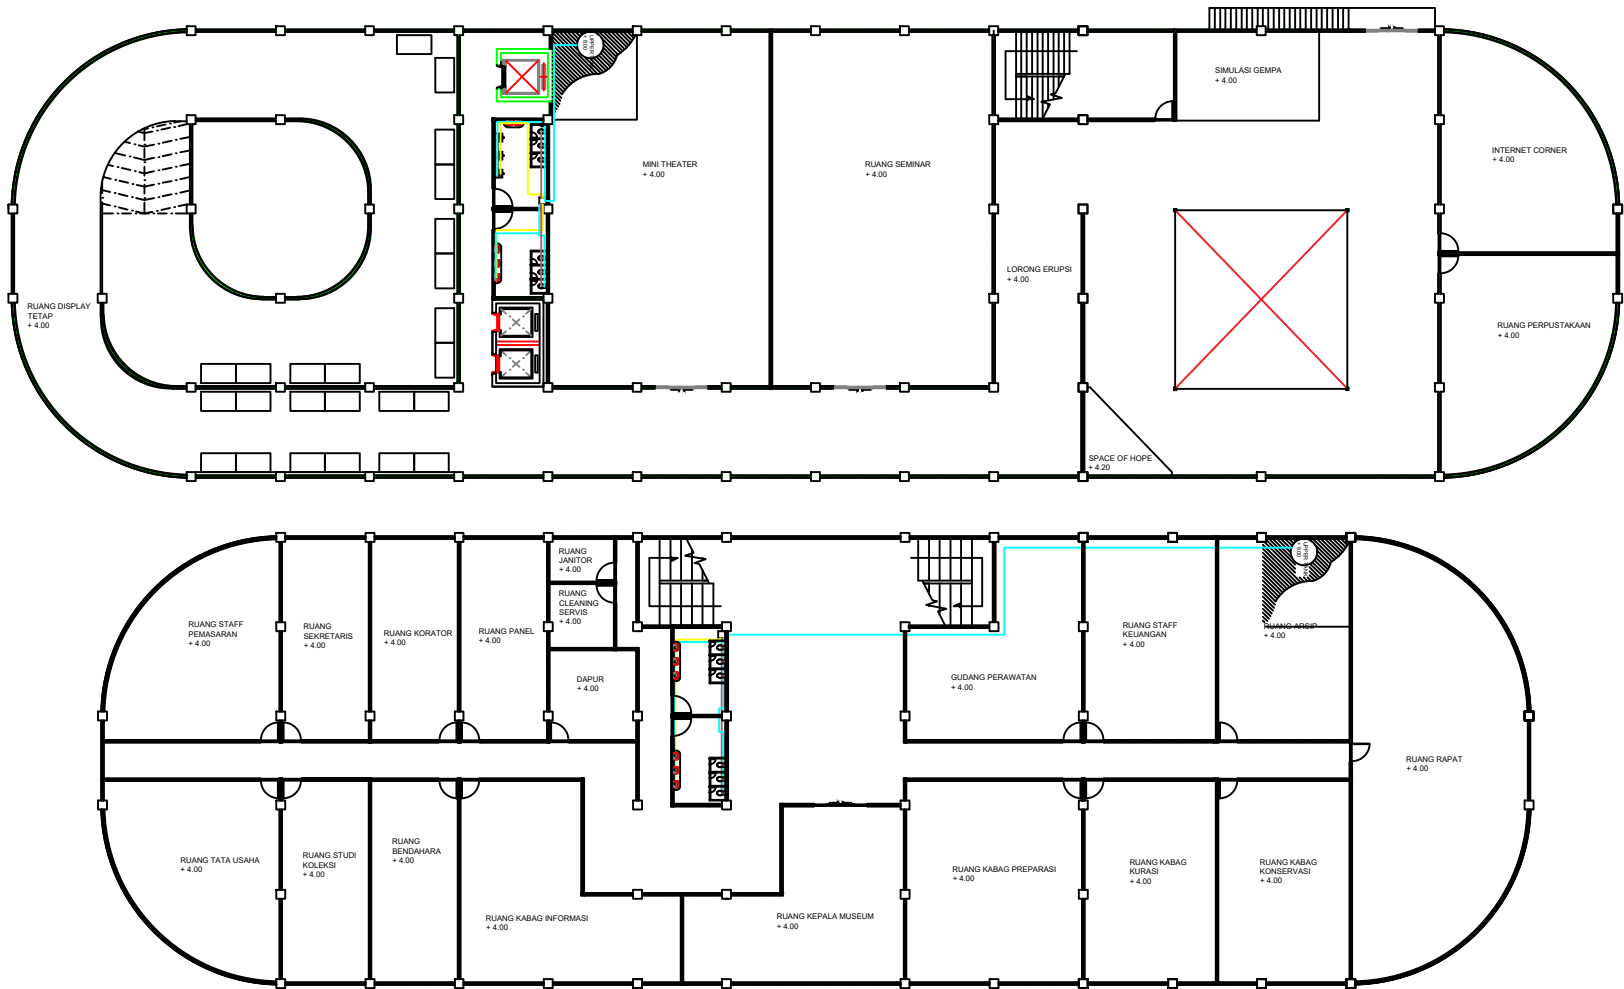 UPPER
+ 8.00
SIMULASI GEMPA
+ 4.00
MINI THEATER
+ 4.00
RUANG SEMINAR
+ 4.00
INTERNET CORNER
+ 4.00
LORONG ERUPSI
+ 4.00
RUANG DISPLAY
TETAP
+ 4.00
RUANG PERPUSTAKAAN
+ 4.00
SPACE OF HOPE
+ 4.20
RUANG
JANITOR
+ 4.00
RUANG
CLEANING
SERVIS
+ 4.00
UPPER
+ 8.00
RUANG STAFF
PEMASARAN
+ 4.00
RUANG
SEKRETARIS
+ 4.00
RUANG KORATOR
+ 4.00
RUANG PANEL
+ 4.00
RUANG STAFF
KEUANGAN
+ 4.00
RUANG ARSIP
+ 4.00
DAPUR
+ 4.00
GUDANG PERAWATAN
+ 4.00
RUANG RAPAT
+ 4.00
RUANG TATA USAHA
+ 4.00
RUANG STUDI
KOLEKSI
+ 4.00
RUANG
BENDAHARA
+ 4.00
RUANG KABAG INFORMASI
+ 4.00
RUANG KEPALA MUSEUM
+ 4.00
RUANG KABAG PREPARASI
+ 4.00
RUANG KABAG
KURASI
+ 4.00
RUANG KABAG
KONSERVASI
+ 4.00